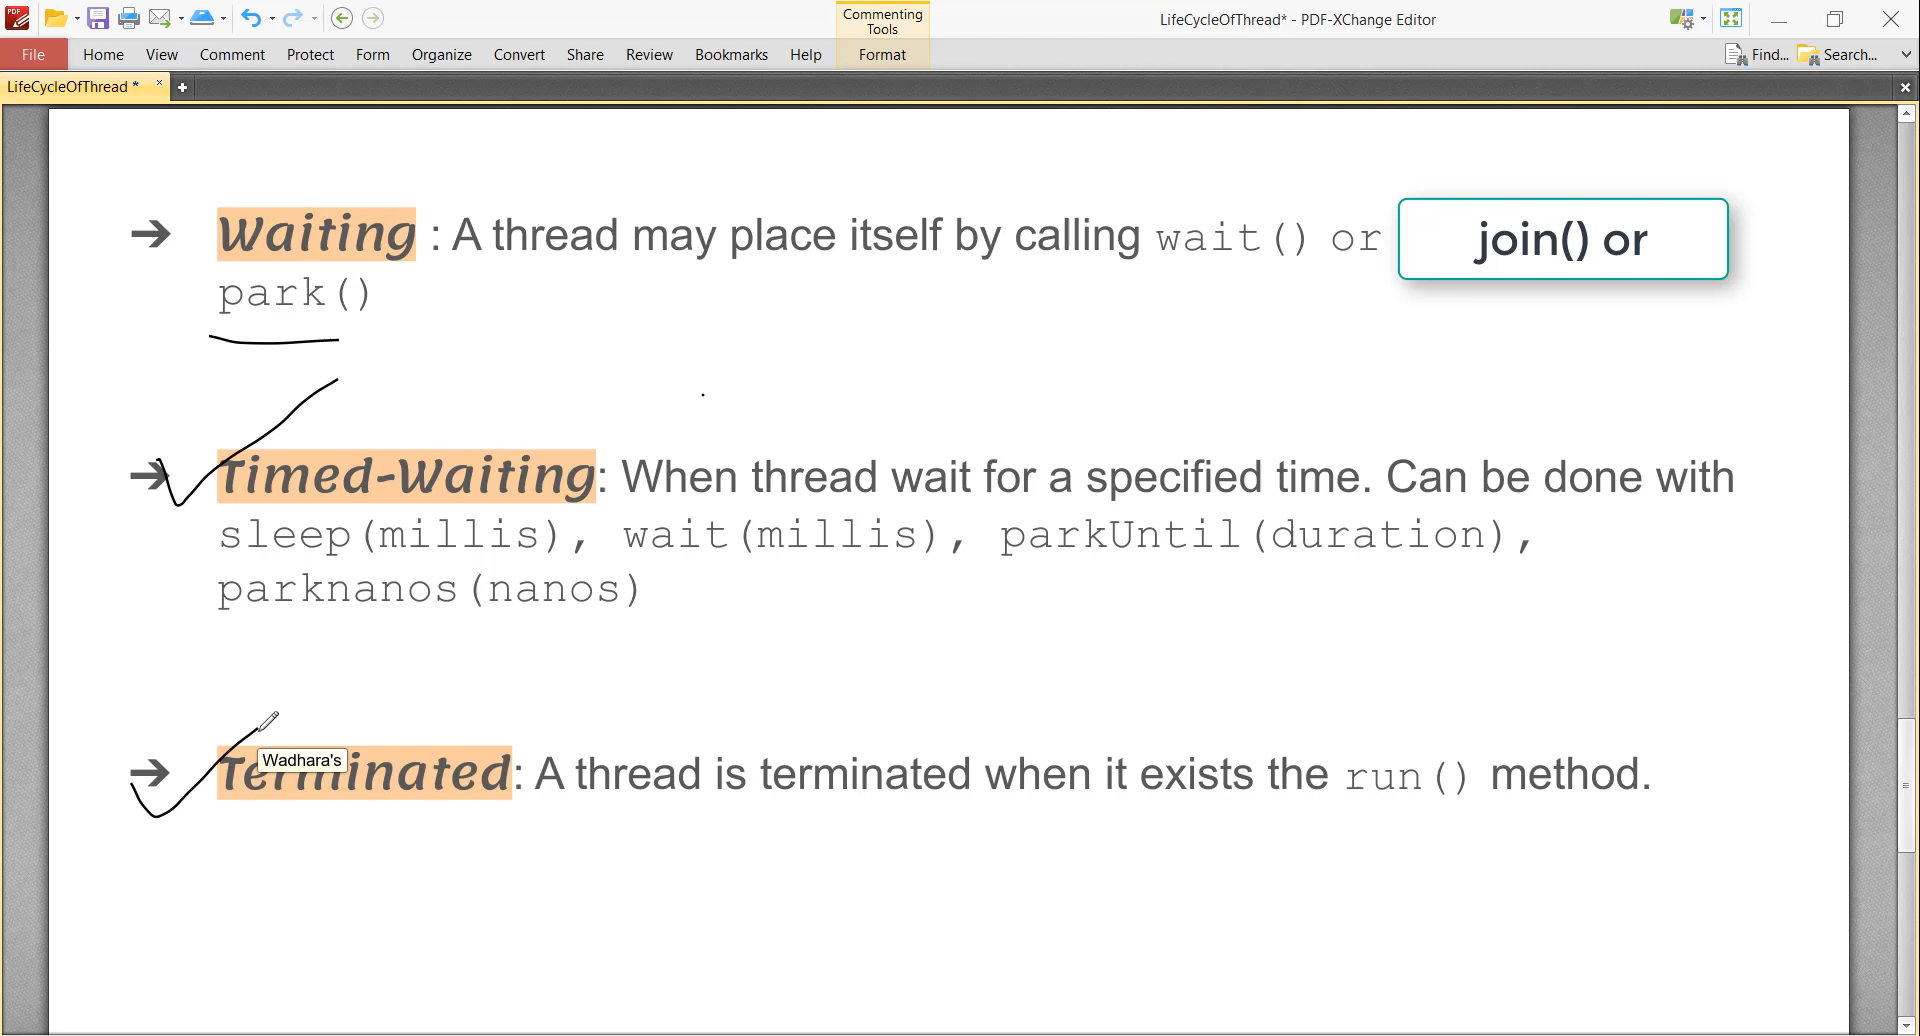 Commenting
Tools
LifeCycleOfThread* - PDF-XChange Editor
File Home View Comment Protect Form Organize Convert Share Review Bookmarks Help Format Find... Search...
LifeCycleOfThread *
➔ Waiting : A thread may place itself by calling wait() or join() or
park()
➔ Timed-Waiting: When thread wait for a specified time. Can be done with
sleep(millis), wait(millis), parkUntil(duration),
parknanos(nanos)
➔ Terminated: A thread is terminated when it exists the run() method.
Wadhara's